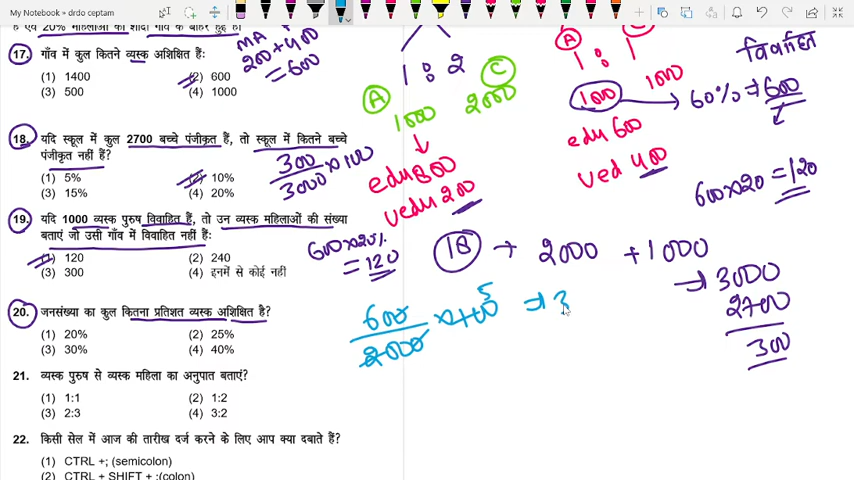 My Notebook » drdo ceptam
हैं एवं 20% महिलाओं की शादी गाँव के बाहर हुई हो
17. गाँव में कुल कितने व्यस्क अशिक्षित हैं:
(1) 1400 (2) 600
(3) 500 (4) 1000
MA
200 + 400
= 600
18. यदि स्कूल में कुल 2700 बच्चे पंजीकृत हैं, तो स्कूल में कितने बच्चे
पंजीकृत नहीं हैं?
(1) 5% (2) 10%
(3) 15% (4) 20%
300/3000 × 100
19. यदि 1000 व्यस्क पुरुष विवाहित हैं, तो उन व्यस्क महिलाओं की संख्या
बताएं जो उसी गाँव में विवाहित नहीं हैं:
(1) 120 (2) 240
(3) 300 (4) इनमें से कोई नहीं
600×20%
= 120
20. जनसंख्या का कुल कितना प्रतिशत व्यस्क अशिक्षित है?
(1) 20% (2) 25%
(3) 30% (4) 40%
21. व्यस्क पुरुष से व्यस्क महिला का अनुपात बताएं?
(1) 1:1 (2) 1:2
(3) 2:3 (4) 3:2
22. किसी सेल में आज की तारीख दर्ज करने के लिए आप क्या दबाते हैं?
(1) CTRL +; (semicolon)
(2) CTRL + SHIFT + :(colon)
1 : 2
A C
1000 2000
edu 800
uedu 200
A
1 : 1
1000 1000
edu 600
ued 400
विवाहित
60% ⇒ 600
600×20 = 120
18 → 2000 + 1000
⇒ 3000
2700
300
600/2000 × 100 5 ⇒ 3